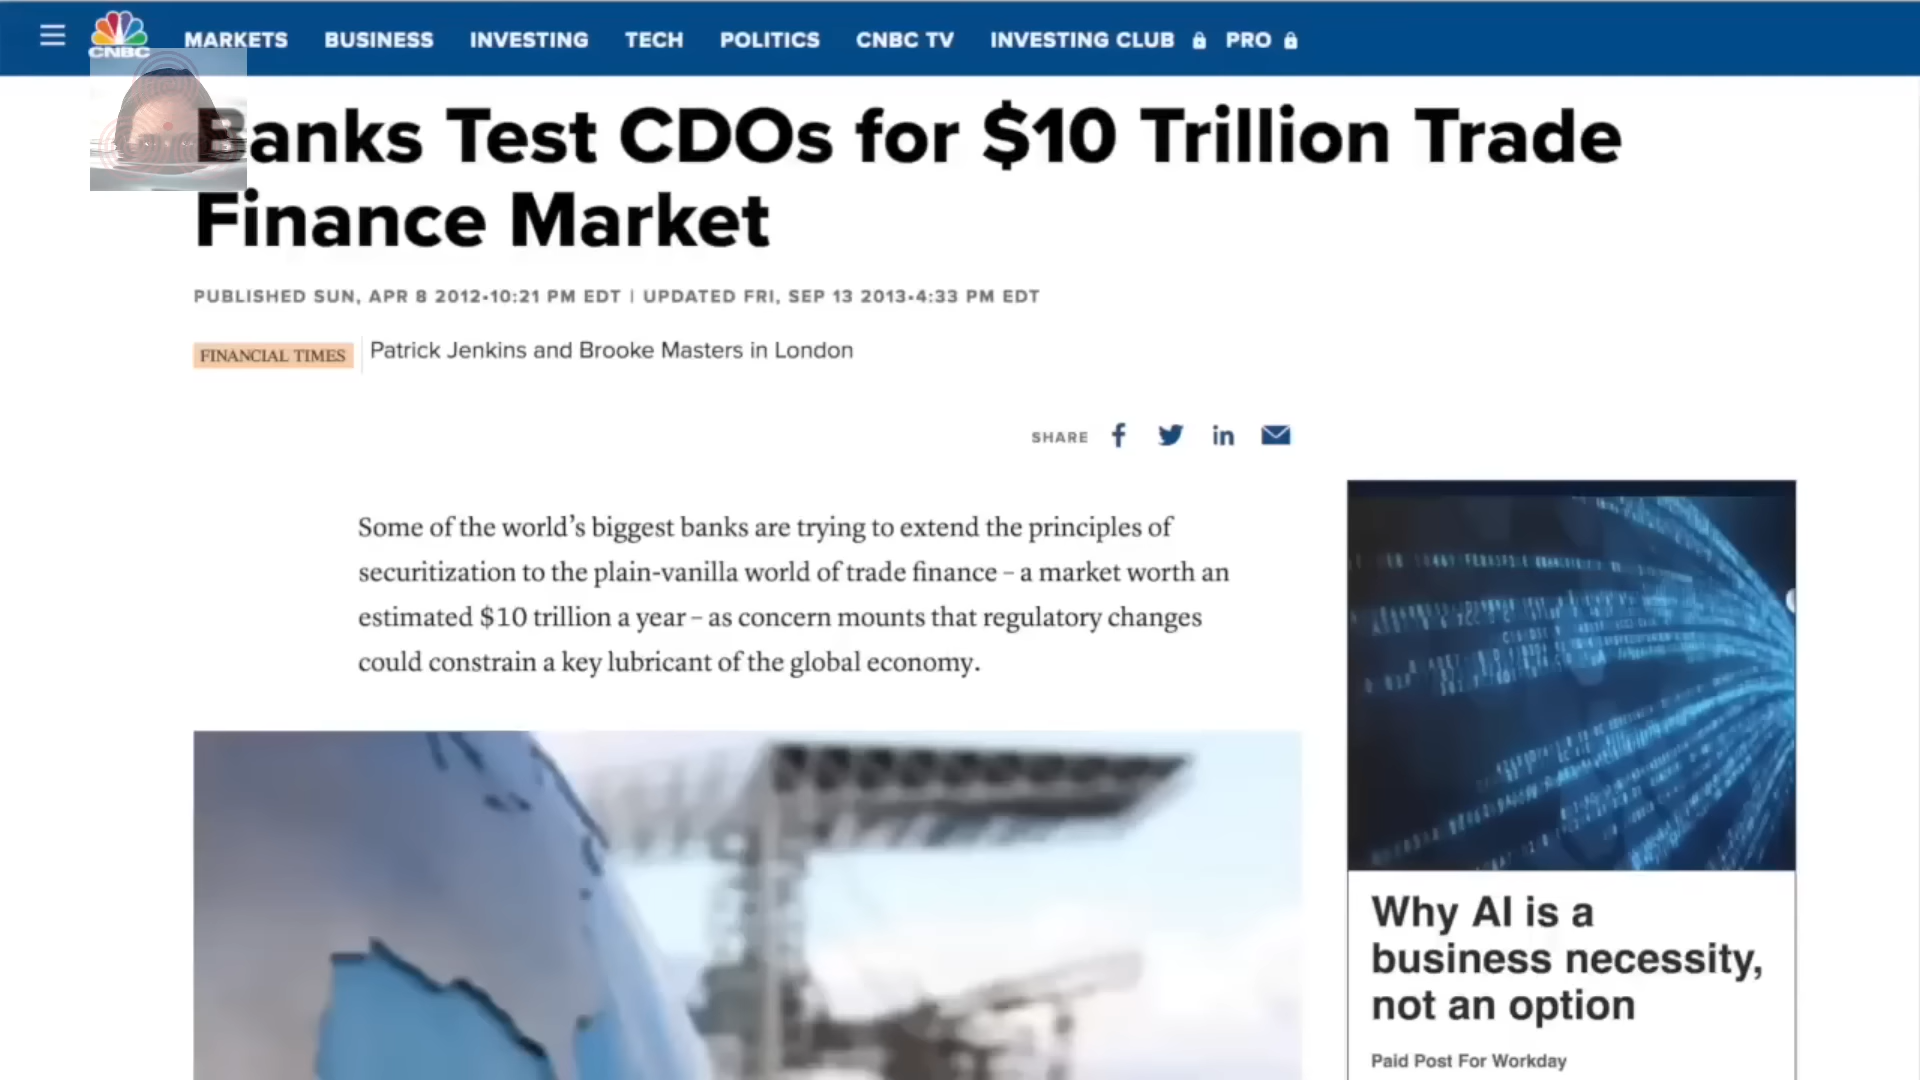 CNBC
MARKETS BUSINESS INVESTING TECH POLITICS CNBC TV INVESTING CLUB PRO
Banks Test CDOs for $10 Trillion Trade
Finance Market
PUBLISHED SUN, APR 8 2012•10:21 PM EDT | UPDATED FRI, SEP 13 2013•4:33 PM EDT
FINANCIAL TIMES Patrick Jenkins and Brooke Masters in London
SHARE
Some of the world’s biggest banks are trying to extend the principles of
securitization to the plain-vanilla world of trade finance – a market worth an
estimated $10 trillion a year – as concern mounts that regulatory changes
could constrain a key lubricant of the global economy.
Why AI is a
business necessity,
not an option
Paid Post For Workday